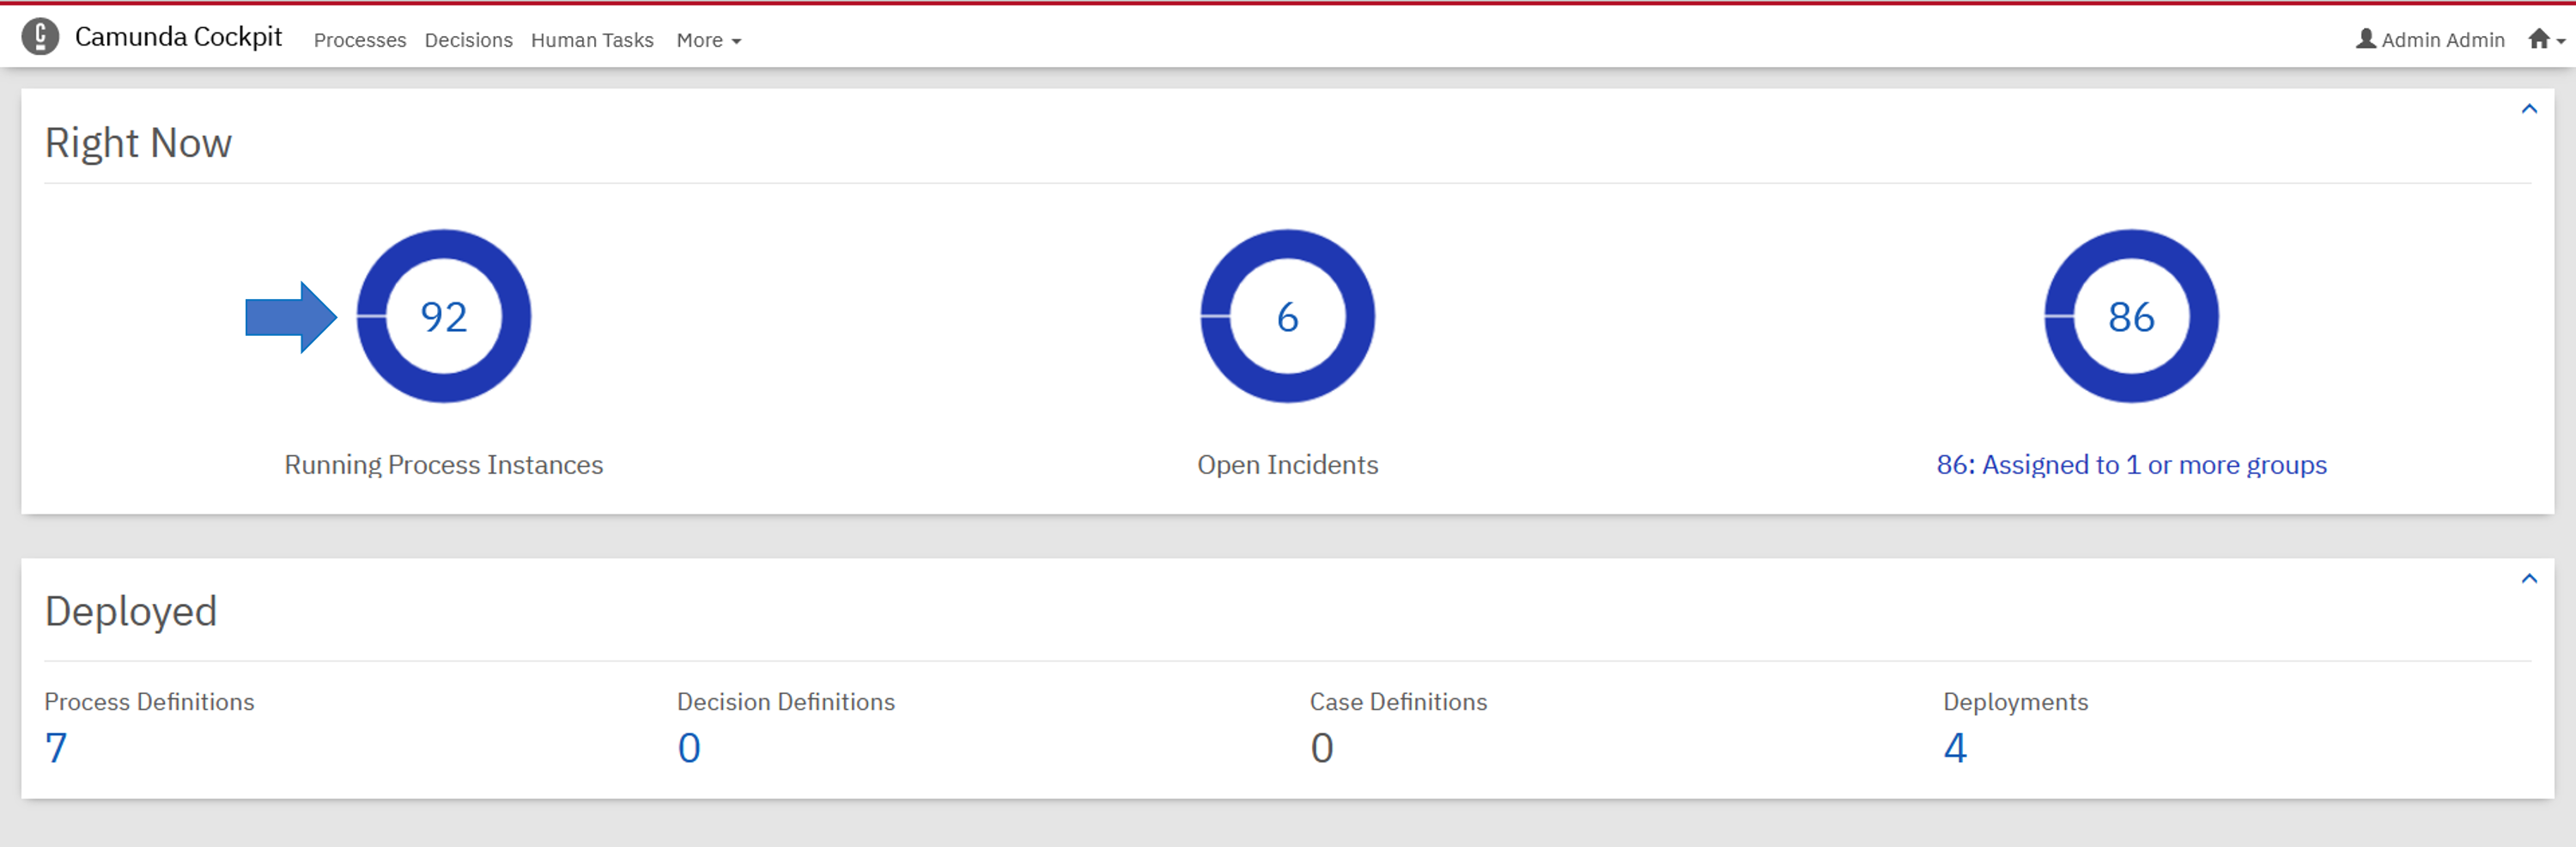 Camunda Cockpit Processes Decisions Human Tasks More Admin Admin
Right Now
92 6 86
Running Process Instances Open Incidents 86: Assigned to 1 or more groups
Deployed
Process Definitions Decision Definitions Case Definitions Deployments
7 0 0 4